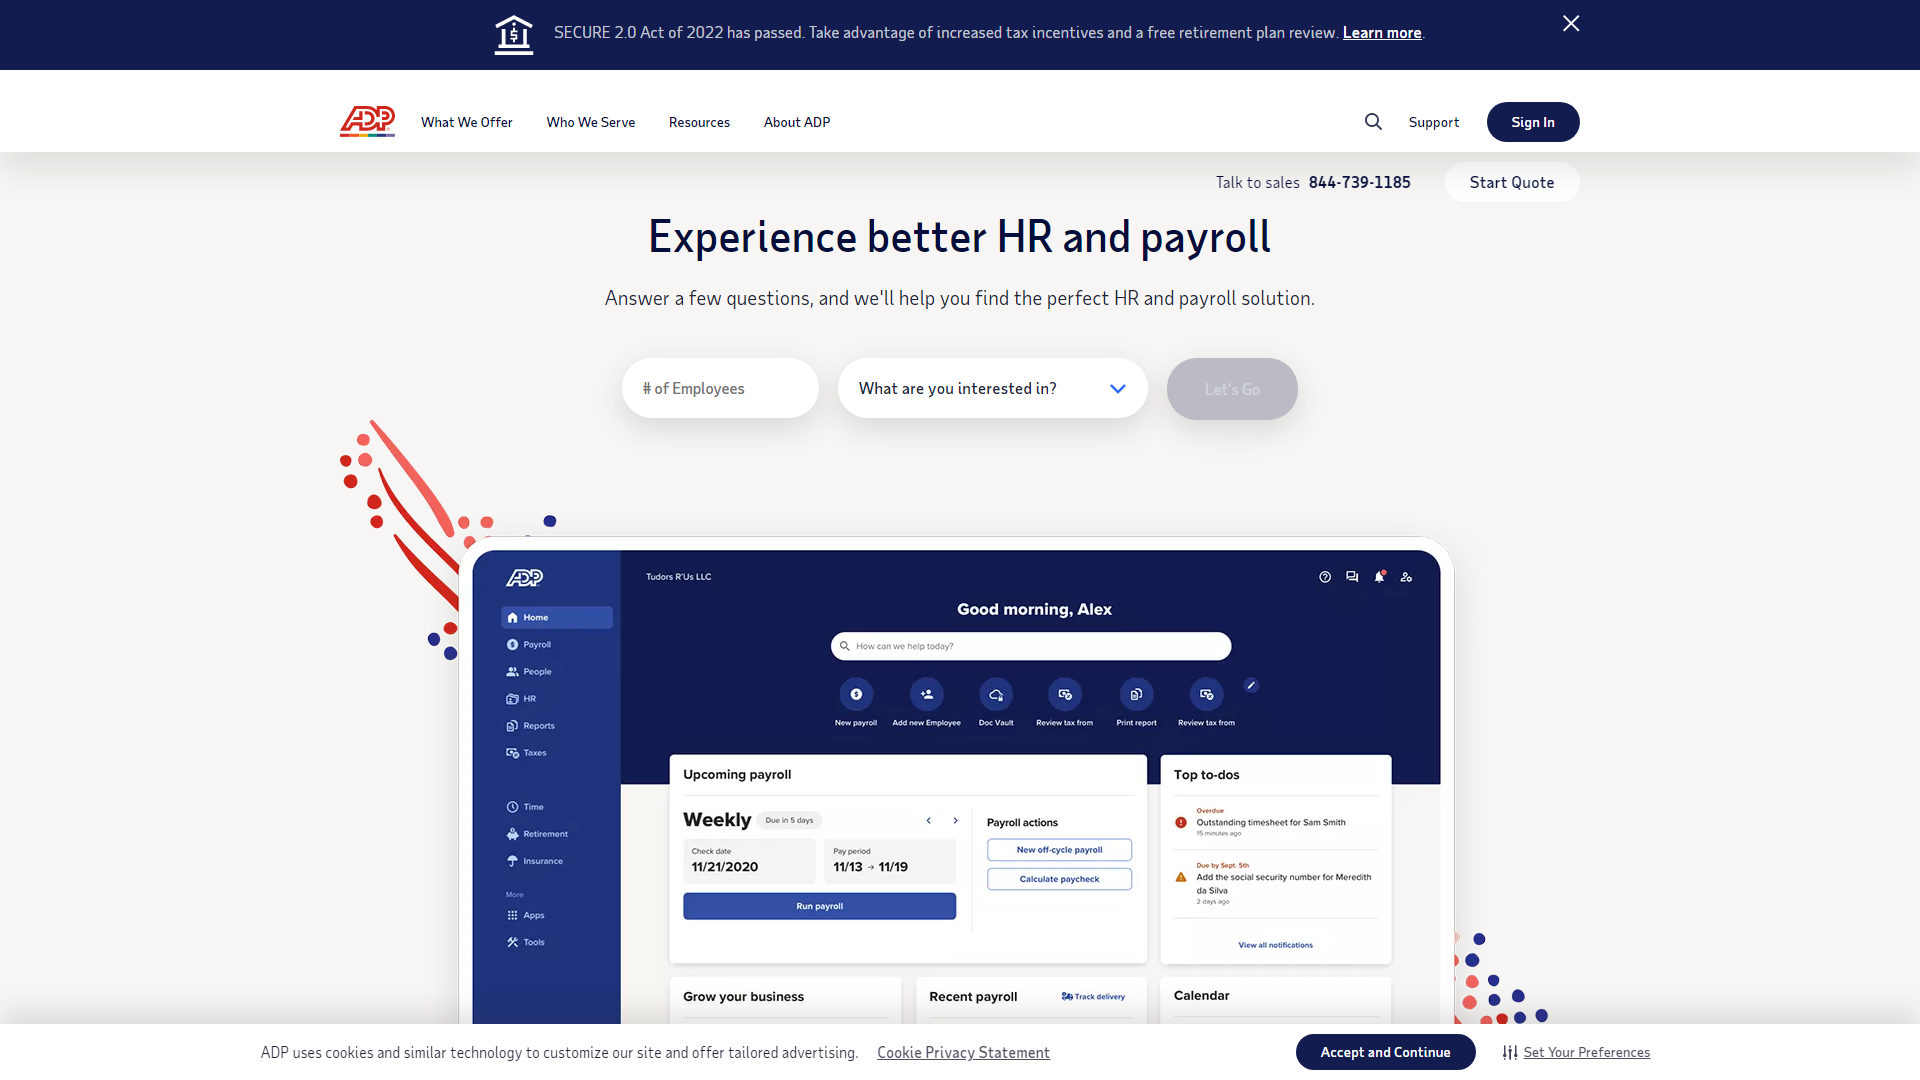 SECURE 2.0 Act of 2022 has passed. Take advantage of increased tax incentives and a free retirement plan review. Learn more.
ADP
What We Offer
Who We Serve
Resources
About ADP
Support
Sign In
Talk to sales 844-739-1185
Start Quote
Experience better HR and payroll
Answer a few questions, and we'll help you find the perfect HR and payroll solution.
# of Employees
What are you interested in?
Let's Go
ADP
Home
Payroll
People
HR
Reports
Taxes
Time
Retirement
Insurance
More
Apps
Tools
Tudors R'Us LLC
Good morning, Alex
How can we help today?
New payroll
Add new Employee
Doc Vault
Review tax from
Print report
Review tax from
Upcoming payroll
Weekly
Due in 5 days
Check date
11/21/2020
Pay period
11/13 → 11/19
Run payroll
Payroll actions
New off-cycle payroll
Calculate paycheck
Top to-dos
Overdue
Outstanding timesheet for Sam Smith
15 minutes ago
Due by Sept. 5th
Add the social security number for Meredith
da Silva
2 days ago
View all notifications
Grow your business
Recent payroll
Track delivery
Calendar
ADP uses cookies and similar technology to customize our site and offer tailored advertising.
Cookie Privacy Statement
Accept and Continue
Set Your Preferences